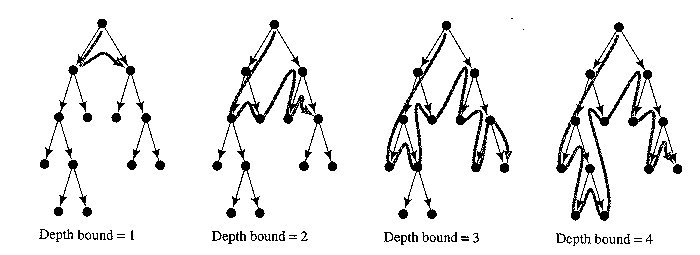 Depth bound = 1
Depth bound = 2
Depth bound = 3
Depth bound = 4